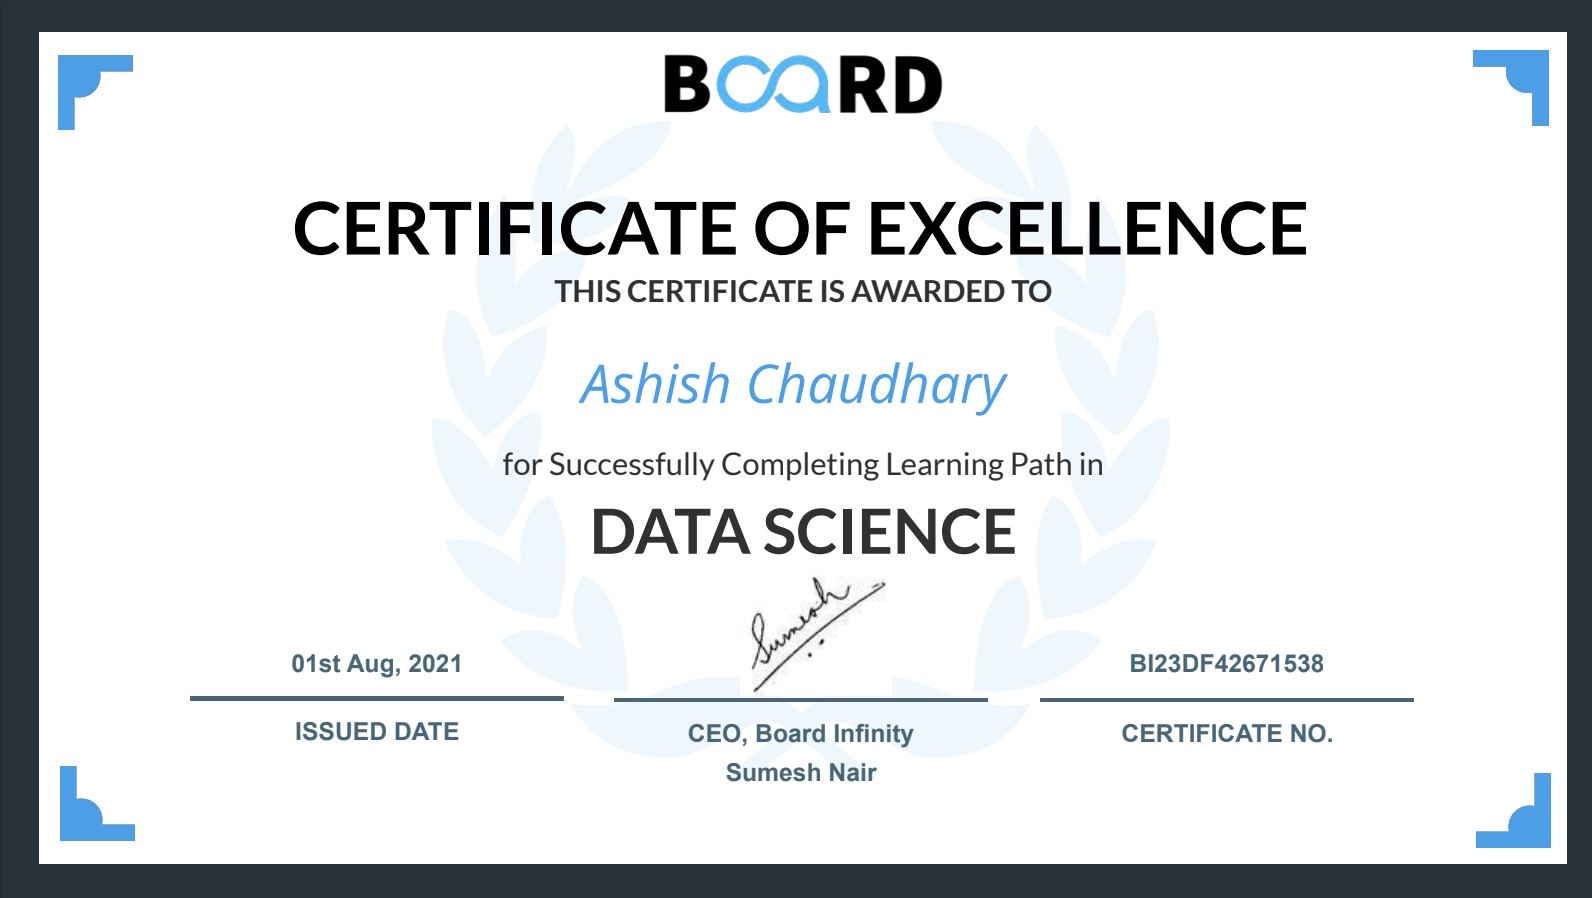 BOARD
CERTIFICATE OF EXCELLENCE
THIS CERTIFICATE IS AWARDED TO
Ashish Chaudhary
for Successfully Completing Learning Path in
DATA SCIENCE
Sumesh
01st Aug, 2021
BI23DF42671538
ISSUED DATE
CEO, Board Infinity
CERTIFICATE NO.
Sumesh Nair